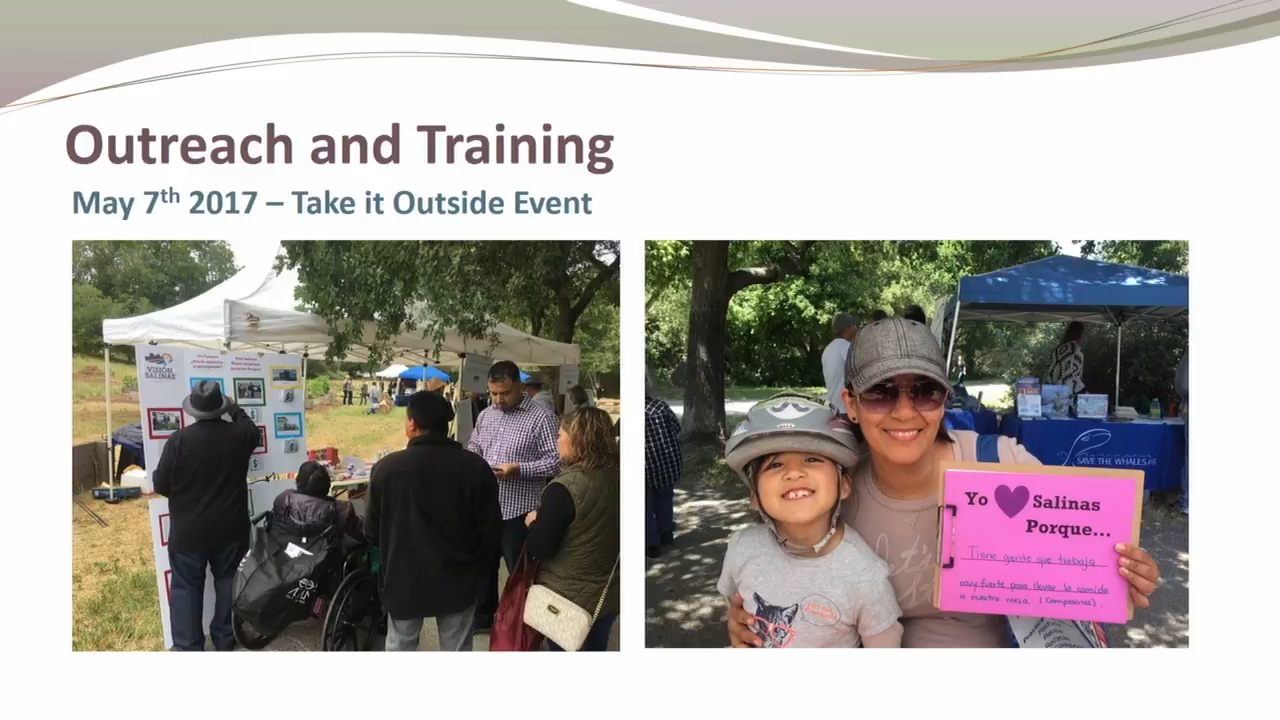 Outreach and Training
May 7th 2017 – Take it Outside Event
VISIÓN
SALINAS
SAVE THE WHALES
Yo Salinas
Porque...
Tiene gente que trabaja
muy fuerte para llevar la comida
a nuestra mesa. (Campesinos).